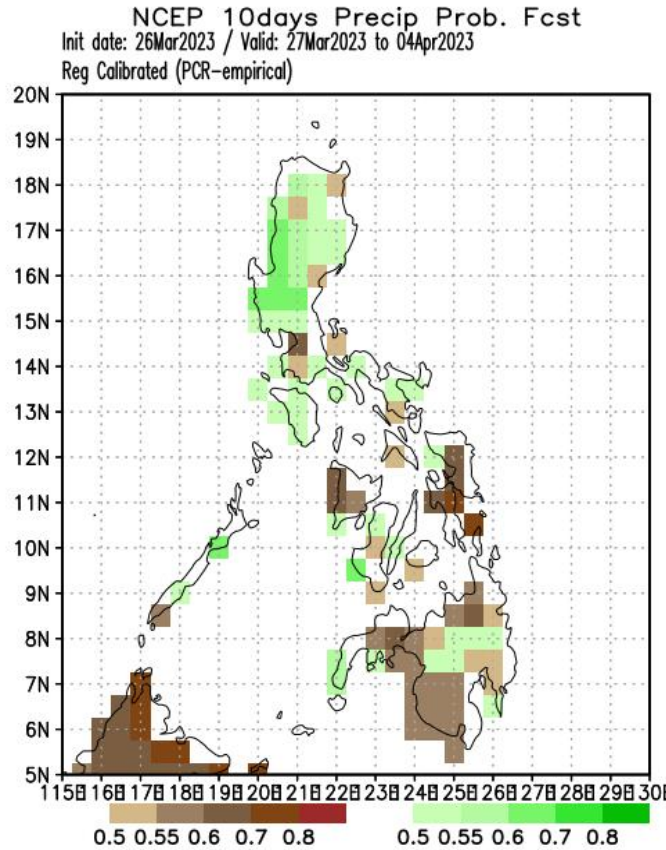 NCEP 10days Precip Prob. Fcst
Init date: 26Mar2023 / Valid: 27Mar2023 to 04Apr2023
Reg Calibrated (PCR-empirical)
20N
19N
18N
17N
16N
15N
14N
13N
12N
11N
10N
9N
8N
7N
6N
5N
115E 116E 117E 118E 119E 120E 121E 122E 123E 124E 125E 126E 127E 128E 129E 130E
0.5 0.55 0.6 0.7 0.8 0.5 0.55 0.6 0.7 0.8